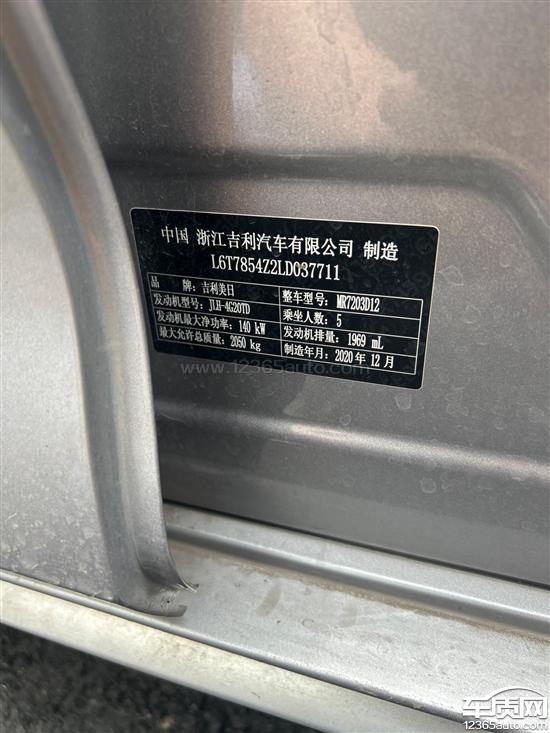 中国 浙江吉利汽车有限公司 制造
L6T7854Z2LD037711
品 牌：吉利美日 整车型号：MR7203D12
发动机型号：JLH-4G20TD 乘坐人数：5
发动机最大净功率：140 kW 发动机排量：1969 mL
最大允许总质量：2050 kg 制造年月：2020 年 12 月
www.12365auto.com
车质网
12365auto.com